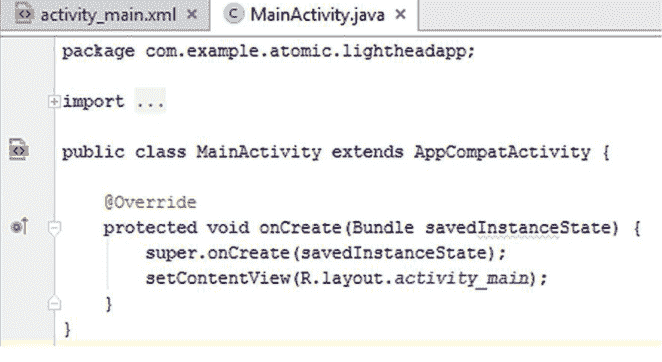 activity_main.xml × MainActivity.java ×
package com.example.atomic.lightheadapp;
import ...
public class MainActivity extends AppCompatActivity {
@Override
protected void onCreate(Bundle savedInstanceState) {
super.onCreate(savedInstanceState);
setContentView(R.layout.activity_main);
}
}